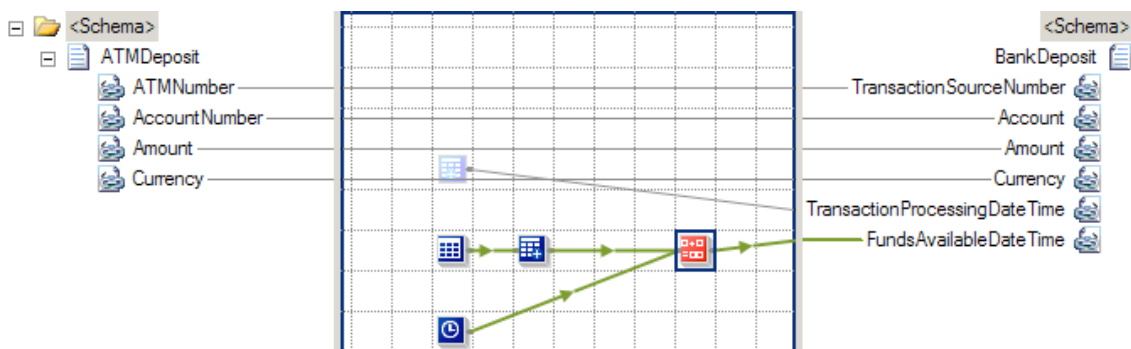 <Schema>
ATMDeposit
ATMNumber
AccountNumber
Amount
Currency
<Schema>
BankDeposit
TransactionSourceNumber
Account
Amount
Currency
TransactionProcessingDateTime
FundsAvailableDateTime